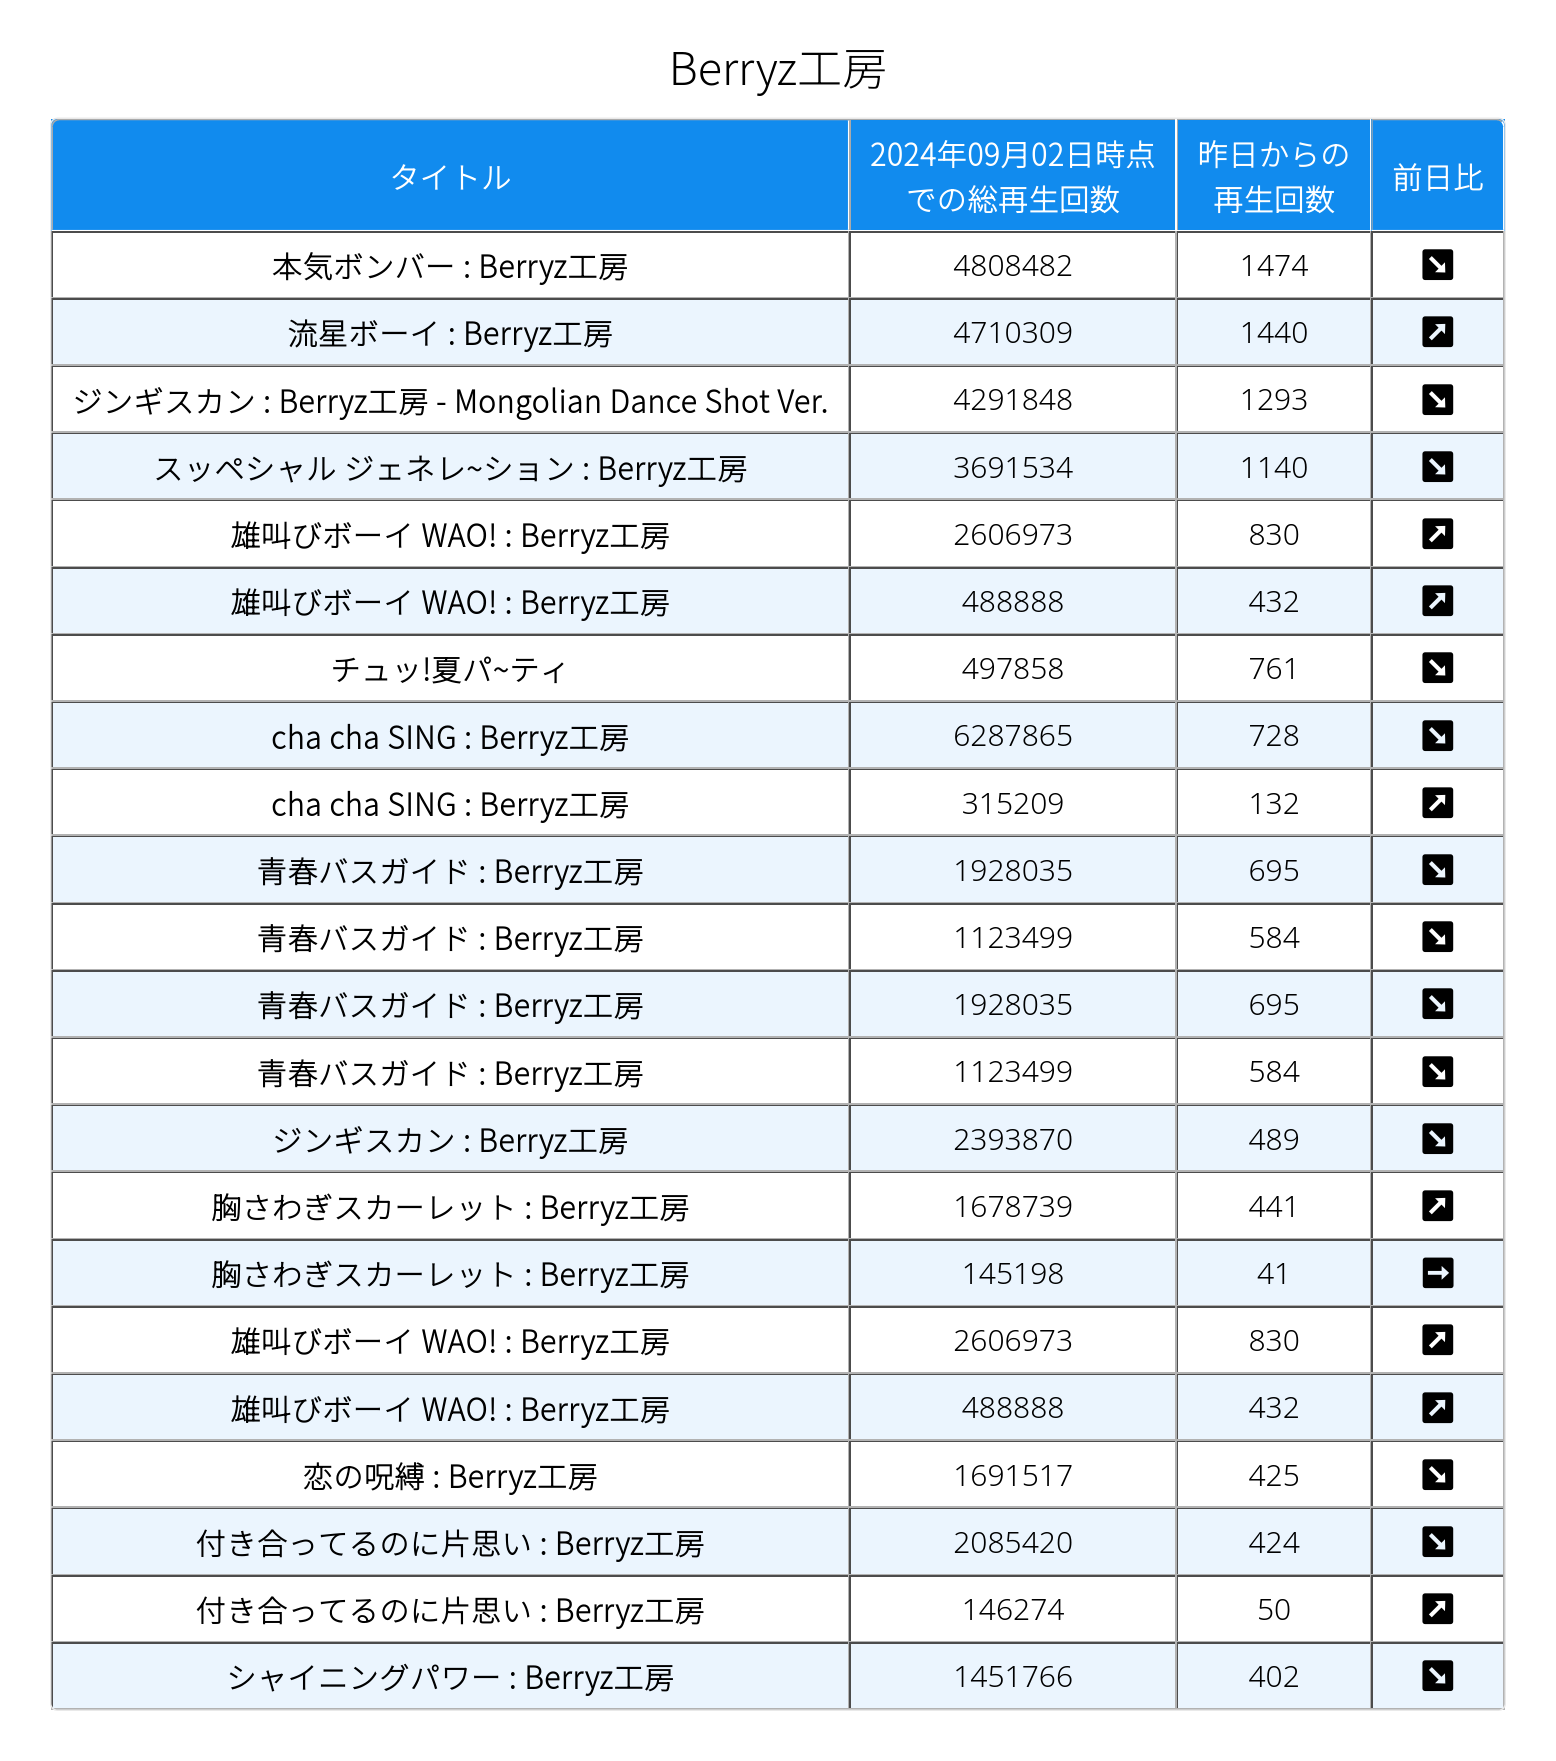 Berryz工房
タイトル 2024年09月02日時点 昨日からの 前日比
での総再生回数 再生回数
本気ボンバー : Berryz工房 4808482 1474 ↘
流星ボーイ : Berryz工房 4710309 1440 ↗
ジンギスカン : Berryz工房 - Mongolian Dance Shot Ver. 4291848 1293 ↘
スッペシャル ジェネレ~ション : Berryz工房 3691534 1140 ↘
雄叫びボーイ WAO! : Berryz工房 2606973 830 ↗
雄叫びボーイ WAO! : Berryz工房 488888 432 ↗
チュッ!夏パ~ティ 497858 761 ↘
cha cha SING : Berryz工房 6287865 728 ↘
cha cha SING : Berryz工房 315209 132 ↗
青春バスガイド : Berryz工房 1928035 695 ↘
青春バスガイド : Berryz工房 1123499 584 ↘
青春バスガイド : Berryz工房 1928035 695 ↘
青春バスガイド : Berryz工房 1123499 584 ↘
ジンギスカン : Berryz工房 2393870 489 ↘
胸さわぎスカーレット : Berryz工房 1678739 441 ↗
胸さわぎスカーレット : Berryz工房 145198 41 →
雄叫びボーイ WAO! : Berryz工房 2606973 830 ↗
雄叫びボーイ WAO! : Berryz工房 488888 432 ↗
恋の呪縛 : Berryz工房 1691517 425 ↘
付き合ってるのに片思い : Berryz工房 2085420 424 ↘
付き合ってるのに片思い : Berryz工房 146274 50 ↗
シャイニングパワー : Berryz工房 1451766 402 ↘